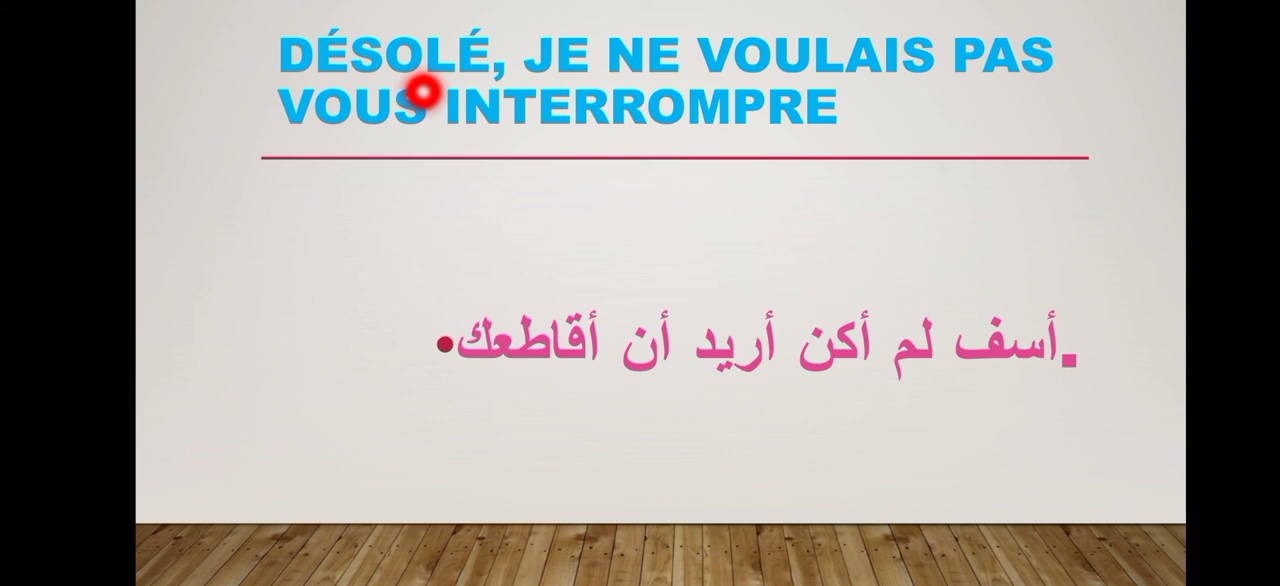 DÉSOLÉ, JE NE VOULAIS PAS
VOUS INTERROMPRE
أسف لم أكن أريد أن أقاطعك.